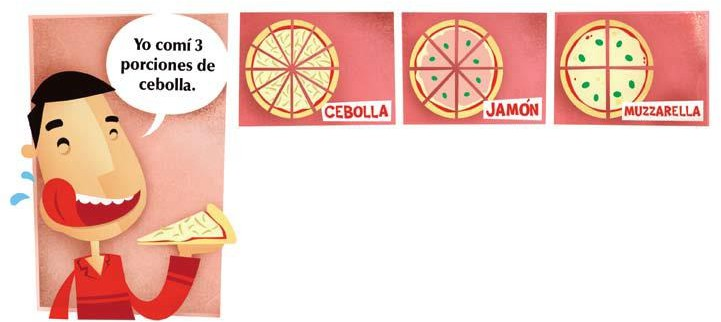 Yo comí 3
porciones de
cebolla.
CEBOLLA
JAMÓN
MUZZARELLA